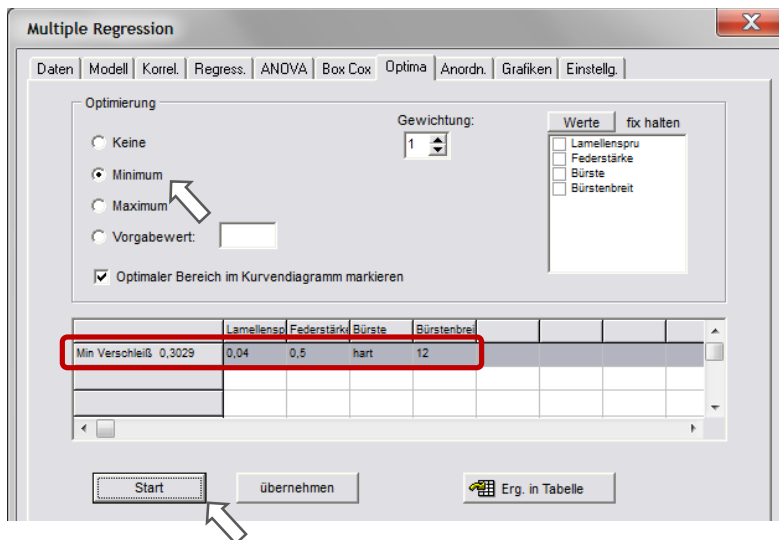 Multiple Regression
Daten Modell Korrel. Regress. ANOVA Box Cox Optima Anordn. Grafiken Einstellg.
Optimierung
Keine
Minimum
Maximum
Vorgabewert:
Optimaler Bereich im Kurvendiagramm markieren
Gewichtung:
1
Werte fix halten
Lamellenspru
Federstärke
Bürste
Bürstenbreit
Lamellensp Federstärke Bürste Bürstenbrei
Min Verschleiß 0,3029 0,04 0,5 hart 12
Start übernehmen Erg. in Tabelle